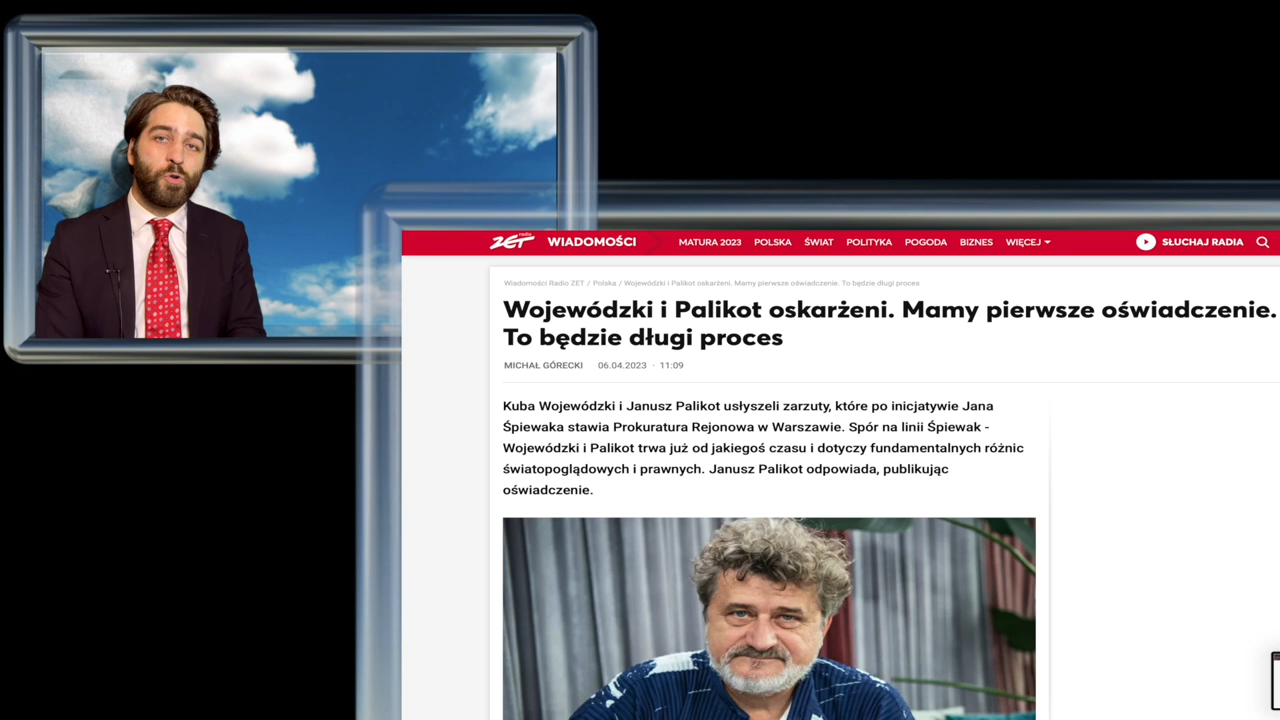 radio ZET WIADOMOŚCI MATURA 2023 POLSKA ŚWIAT POLITYKA POGODA BIZNES WIĘCEJ SŁUCHAJ RADIA
Wiadomości Radio ZET / Polska / Wojewódzki i Palikot oskarżeni. Mamy pierwsze oświadczenie. To będzie długi proces
Wojewódzki i Palikot oskarżeni. Mamy pierwsze oświadczenie.
To będzie długi proces
MICHAŁ GÓRECKI 06.04.2023 · 11:09
Kuba Wojewódzki i Janusz Palikot usłyszeli zarzuty, które po inicjatywie Jana
Śpiewaka stawia Prokuratura Rejonowa w Warszawie. Spór na linii Śpiewak -
Wojewódzki i Palikot trwa już od jakiegoś czasu i dotyczy fundamentalnych różnic
światopoglądowych i prawnych. Janusz Palikot odpowiada, publikując
oświadczenie.